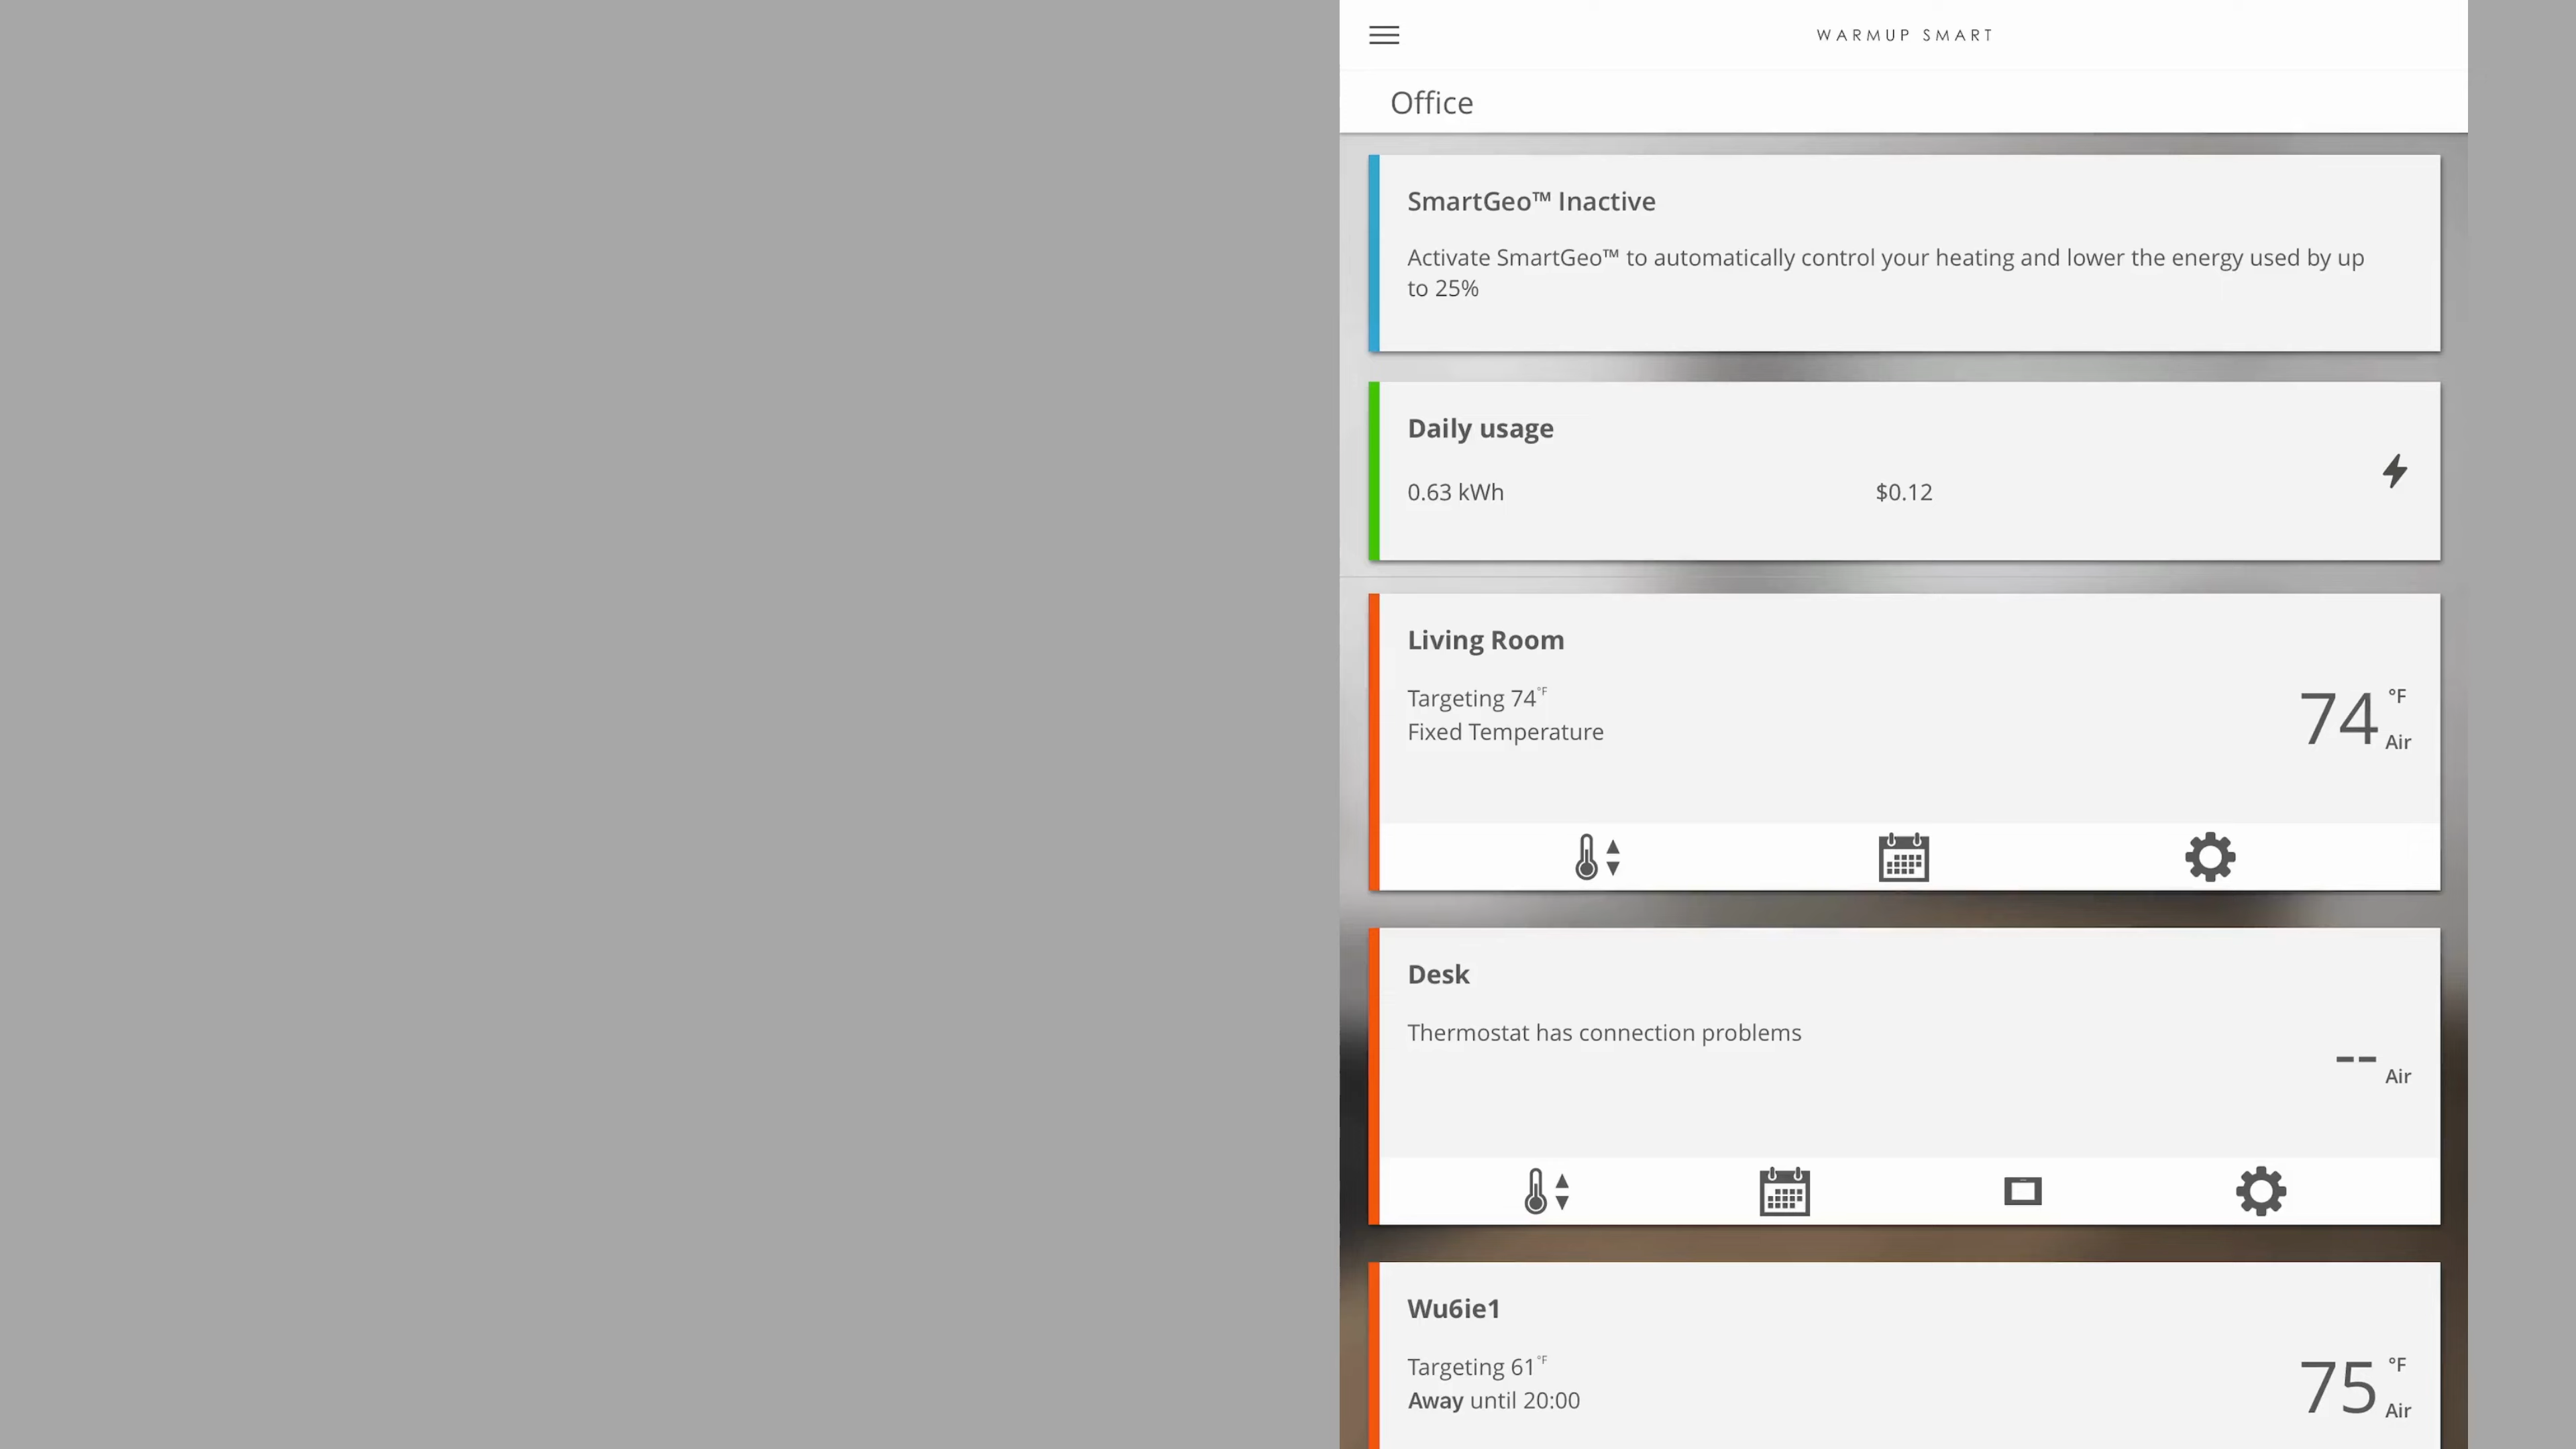 WARMUP SMART
Office
SmartGeo™ Inactive
Activate SmartGeo™ to automatically control your heating and lower the energy used by up
to 25%
Daily usage
0.63 kWh
$0.12
Living Room
Targeting 74°F
Fixed Temperature
74 °F
Air
Desk
Thermostat has connection problems
--
Air
Wu6ie1
Targeting 61°F
Away until 20:00
75 °F
Air